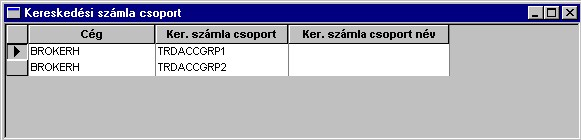 Kereskedési számla csoport
Cég Ker. számla csoport Ker. számla csoport név
BROKERH TRDACCGRP1
BROKERH TRDACCGRP2